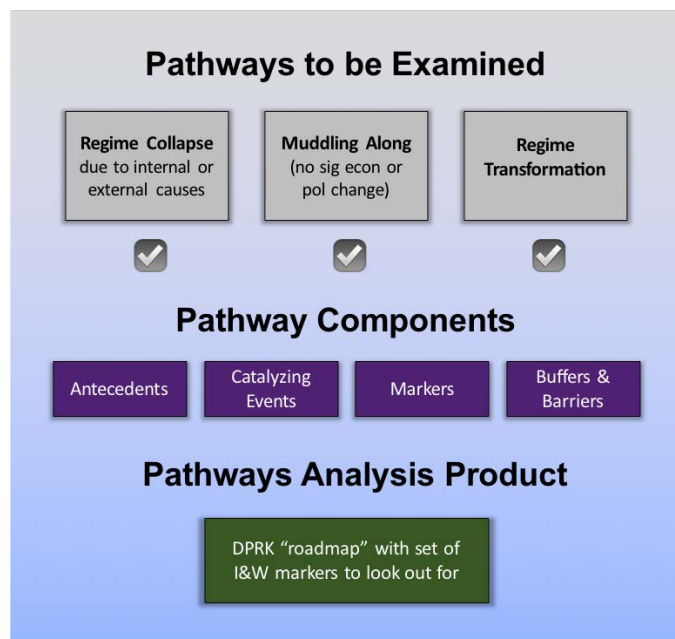 Pathways to be Examined
Regime Collapse
due to internal or
external causes
Muddling Along
(no sig econ or
pol change)
Regime
Transformation
Pathway Components
Antecedents
Catalyzing
Events
Markers
Buffers &
Barriers
Pathways Analysis Product
DPRK “roadmap” with set of
I&W markers to look out for